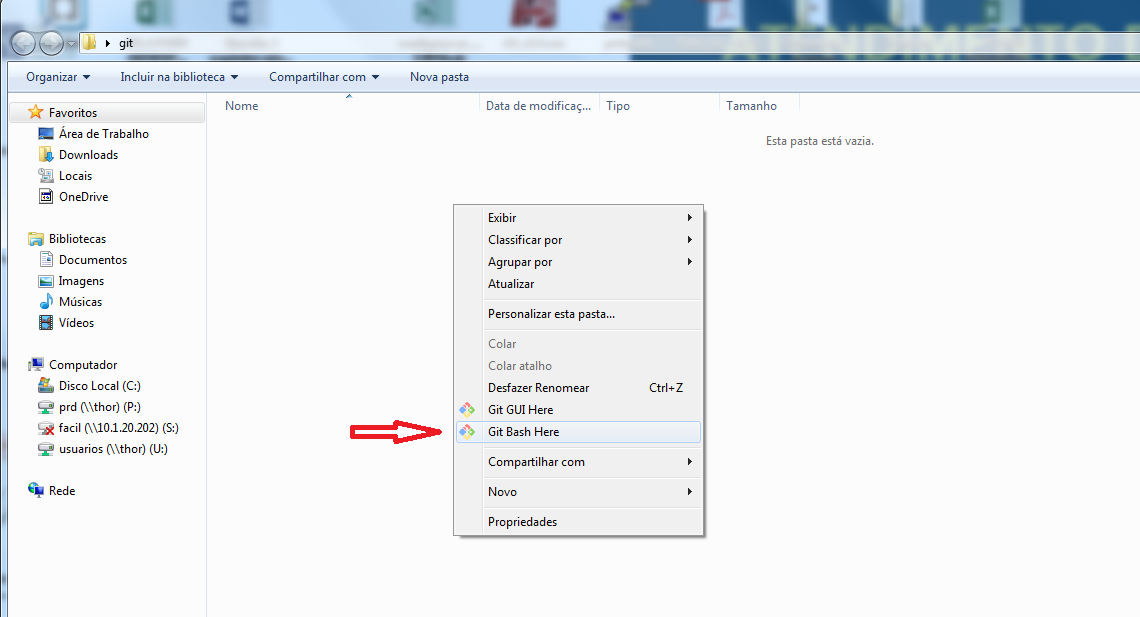 ATENDIMENTO
git
Organizar Incluir na biblioteca Compartilhar com Nova pasta
Favoritos
Área de Trabalho
Downloads
Locais
OneDrive
Bibliotecas
Documentos
Imagens
Músicas
Vídeos
Computador
Disco Local (C:)
prd (\\thor) (P:)
facil (\\10.1.20.202) (S:)
usuarios (\\thor) (U:)
Rede
Nome Data de modificaç... Tipo Tamanho
Esta pasta está vazia.
Exibir
Classificar por
Agrupar por
Atualizar
Personalizar esta pasta...
Colar
Colar atalho
Desfazer Renomear Ctrl+Z
Git GUI Here
Git Bash Here
Compartilhar com
Novo
Propriedades